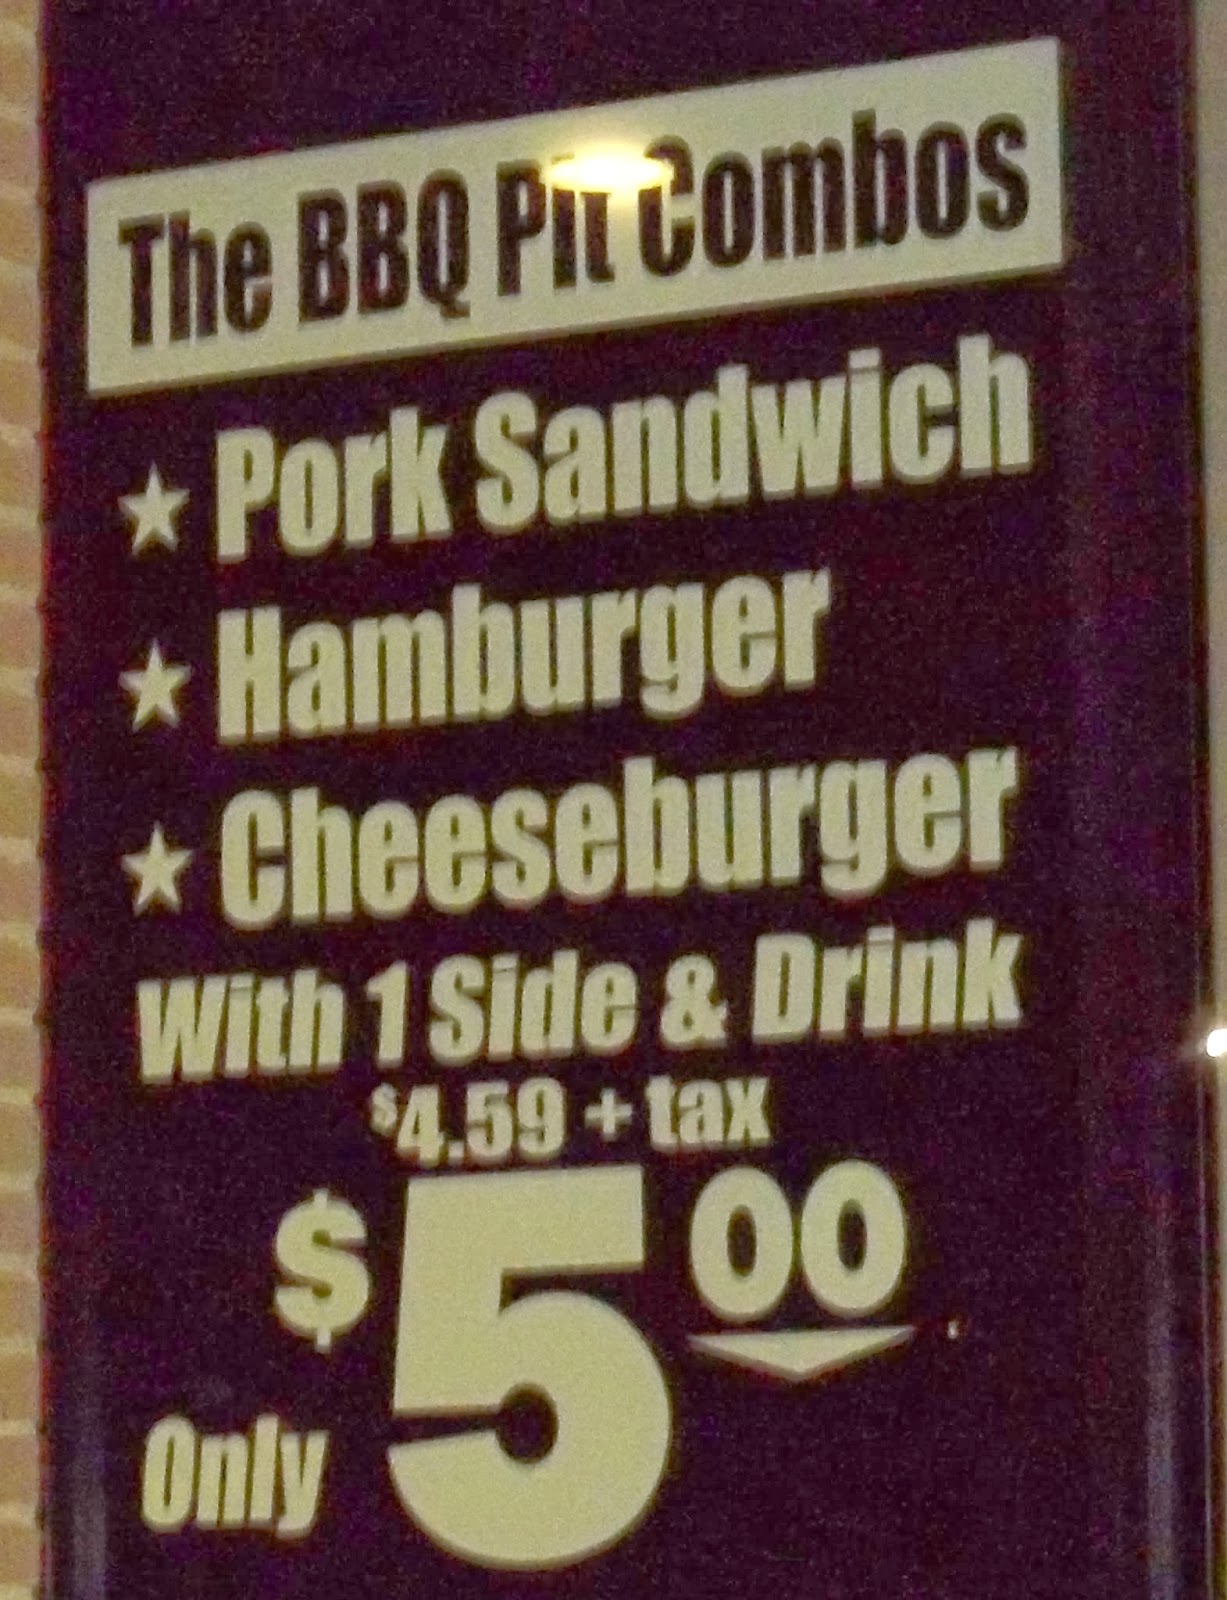 The BBQ Pit Combos
★ Pork Sandwich
★ Hamburger
★ Cheeseburger
With 1 Side & Drink
$4.59 + tax
Only $5.00